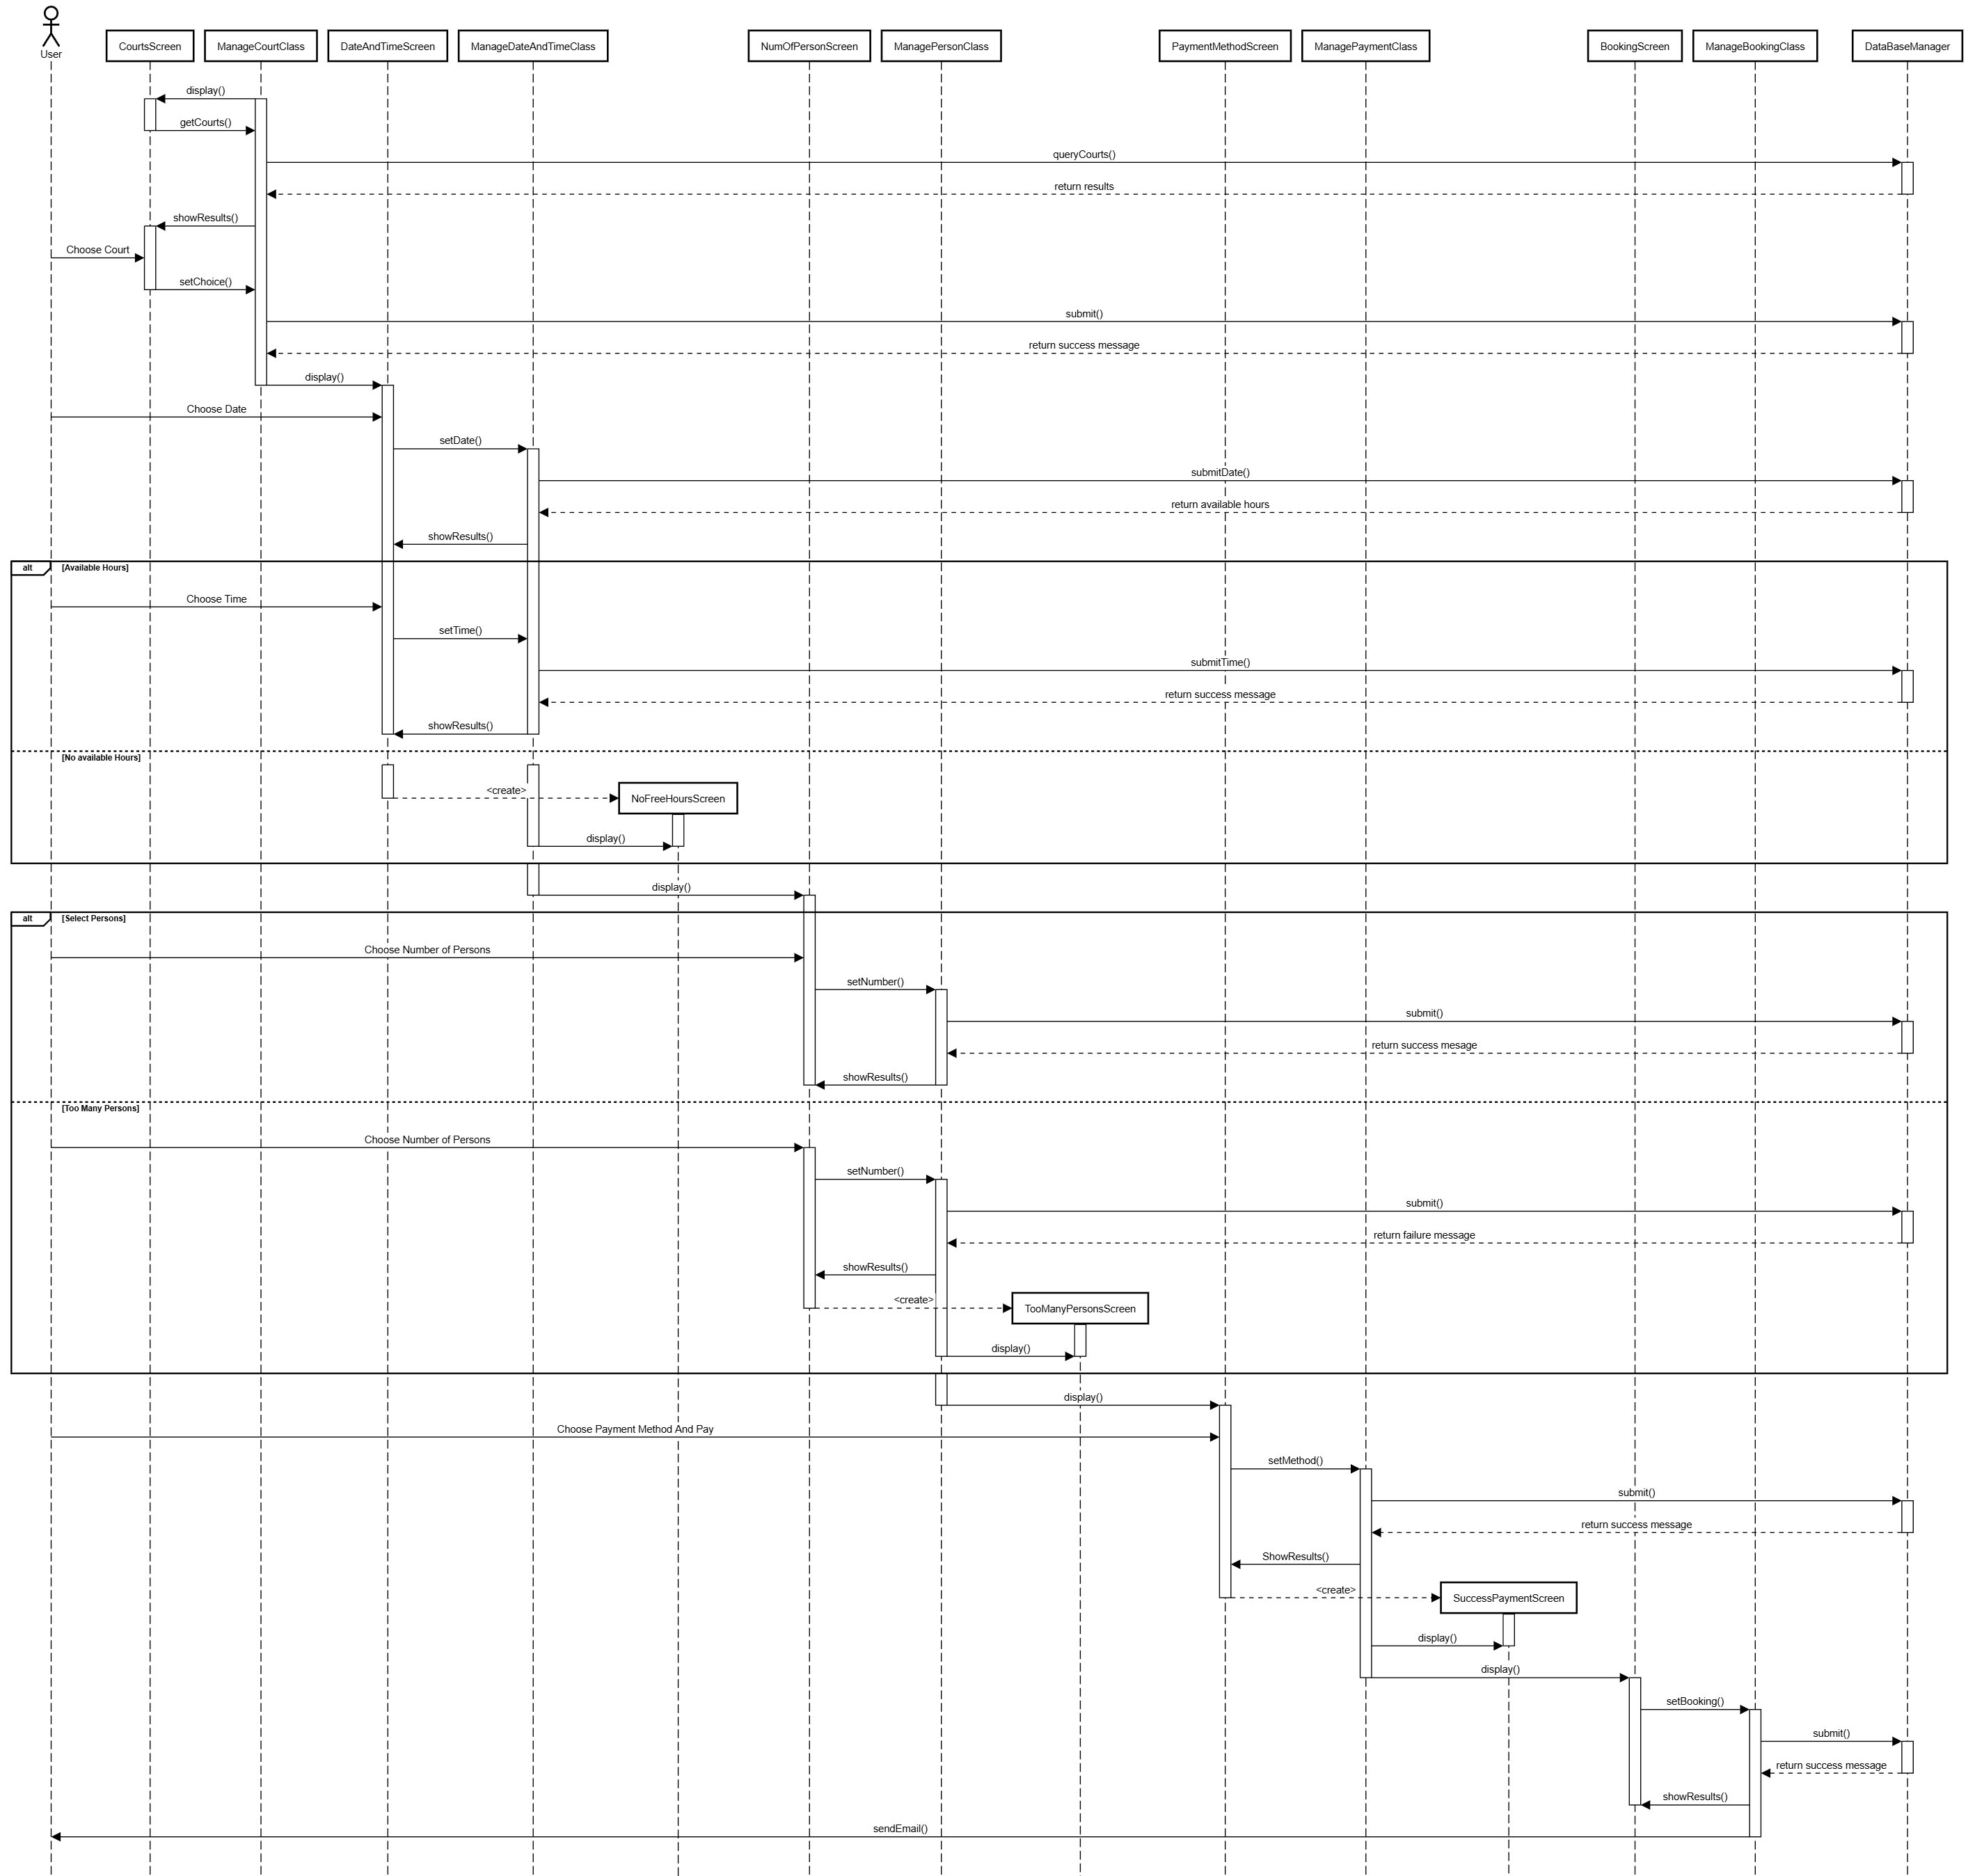 User
CourtsScreen
ManageCourtClass
DateAndTimeScreen
ManageDateAndTimeClass
NumOfPersonScreen
ManagePersonClass
PaymentMethodScreen
ManagePaymentClass
BookingScreen
ManageBookingClass
DataBaseManager
display()
getCourts()
queryCourts()
return results
showResults()
Choose Court
setChoice()
submit()
return success message
display()
Choose Date
setDate()
submitDate()
return available hours
showResults()
alt [Available Hours]
Choose Time
setTime()
submitTime()
return success message
showResults()
[No available Hours]
<create>
NoFreeHoursScreen
display()
display()
alt [Select Persons]
Choose Number of Persons
setNumber()
submit()
return success mesage
showResults()
[Too Many Persons]
Choose Number of Persons
setNumber()
submit()
return failure message
showResults()
<create>
TooManyPersonsScreen
display()
display()
Choose Payment Method And Pay
setMethod()
submit()
return success message
ShowResults()
<create>
SuccessPaymentScreen
display()
display()
setBooking()
submit()
return success message
showResults()
sendEmail()